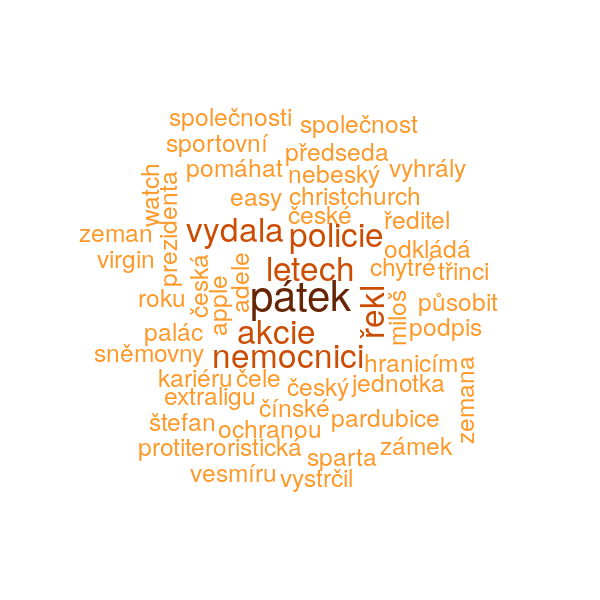 společnosti
společnost
sportovní
předseda
pomáhat
nebeský
vyhrály
watch
prezidenta
easy
christchurch
české
ředitel
zeman
vydala
policie
odkládá
virgin
česká
adele
letech
chytré
třinci
roku
apple
pátek
řekl
miloš
působit
palác
akcie
podpis
sněmovny
nemocnici
hranicím
kariéru
čele
český
jednotka
zemana
extraligu
čínské
štefan
ochranou
pardubice
protiteroristická
sparta
zámek
vesmíru
vystrčil